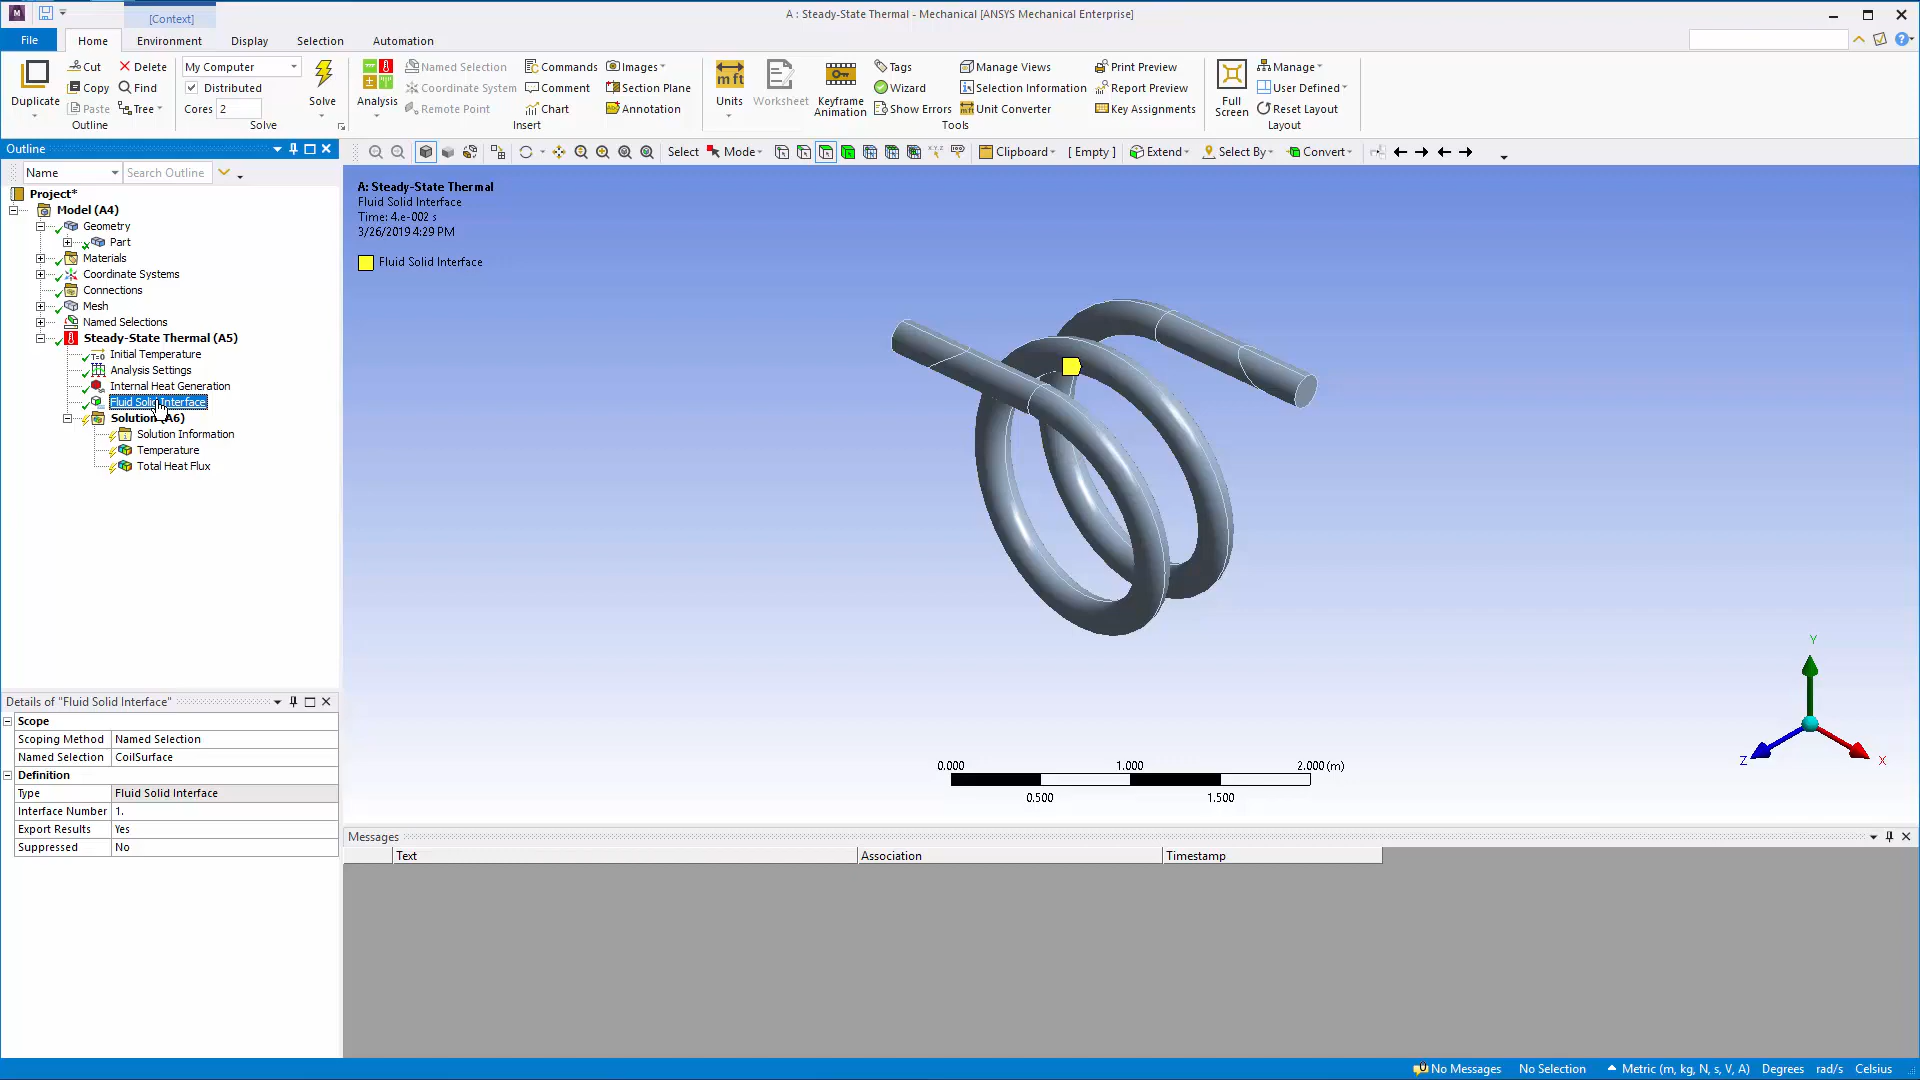 [Context]
A : Steady-State Thermal - Mechanical [ANSYS Mechanical Enterprise]
File Home Environment Display Selection Automation
Duplicate
Cut
Copy
Paste
Delete
Find
Tree
Outline
My Computer
Distributed
Cores 2
Solve
Solve
Analysis
Named Selection
Coordinate System
Remote Point
Commands
Comment
Chart
Images
Section Plane
Annotation
Insert
Units
Worksheet
Keyframe
Animation
Tags
Wizard
Show Errors
Manage Views
Selection Information
Unit Converter
Print Preview
Report Preview
Key Assignments
Tools
Full
Screen
Manage
User Defined
Reset Layout
Layout
Outline
Select Mode Clipboard [ Empty ] Extend Select By Convert
Name Search Outline
Project*
Model (A4)
Geometry
Part
Materials
Coordinate Systems
Connections
Mesh
Named Selections
Steady-State Thermal (A5)
T=0 Initial Temperature
Analysis Settings
Internal Heat Generation
Fluid Solid Interface
Solution (A6)
Solution Information
Temperature
Total Heat Flux
A: Steady-State Thermal
Fluid Solid Interface
Time: 4.e-002 s
3/26/2019 4:29 PM
Fluid Solid Interface
Y
Z
X
0.000 1.000 2.000 (m)
0.500 1.500
Details of "Fluid Solid Interface"
Scope
Scoping Method Named Selection
Named Selection CoilSurface
Definition
Type Fluid Solid Interface
Interface Number 1.
Export Results Yes
Suppressed No
Messages
Text Association Timestamp
No Messages No Selection Metric (m, kg, N, s, V, A) Degrees rad/s Celsius